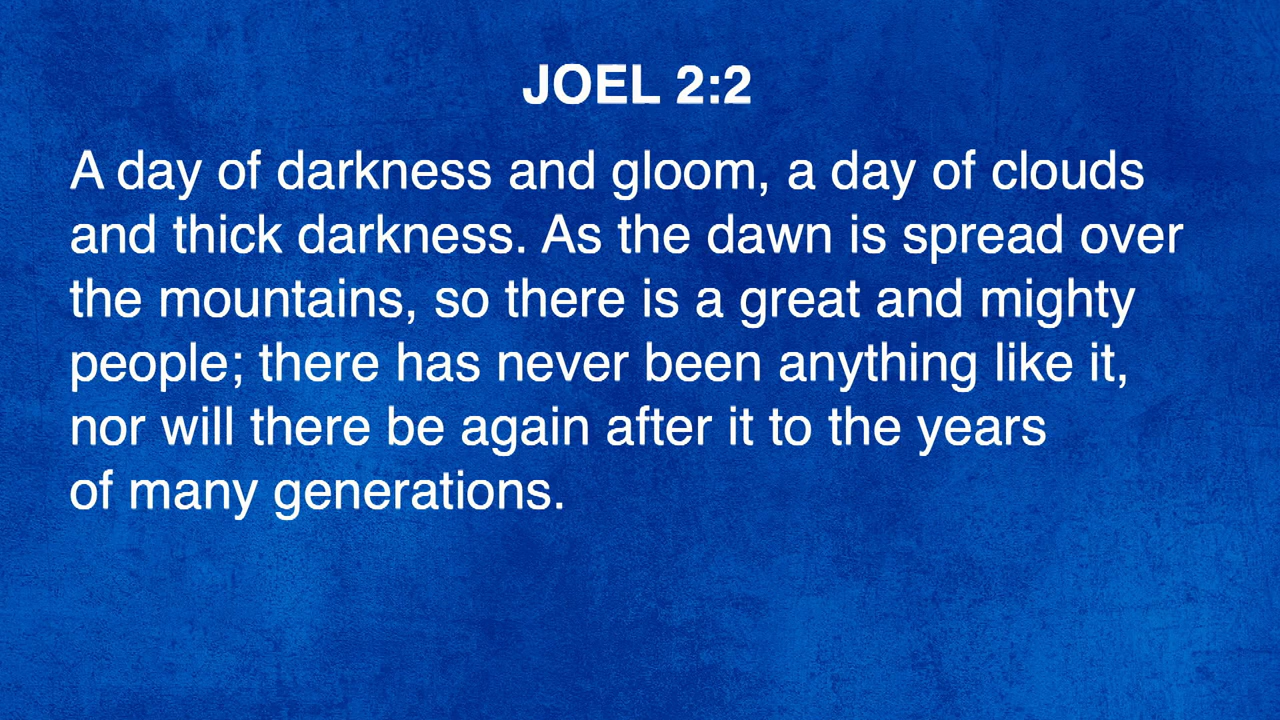 JOEL 2:2
A day of darkness and gloom, a day of clouds
and thick darkness. As the dawn is spread over
the mountains, so there is a great and mighty
people; there has never been anything like it,
nor will there be again after it to the years
of many generations.